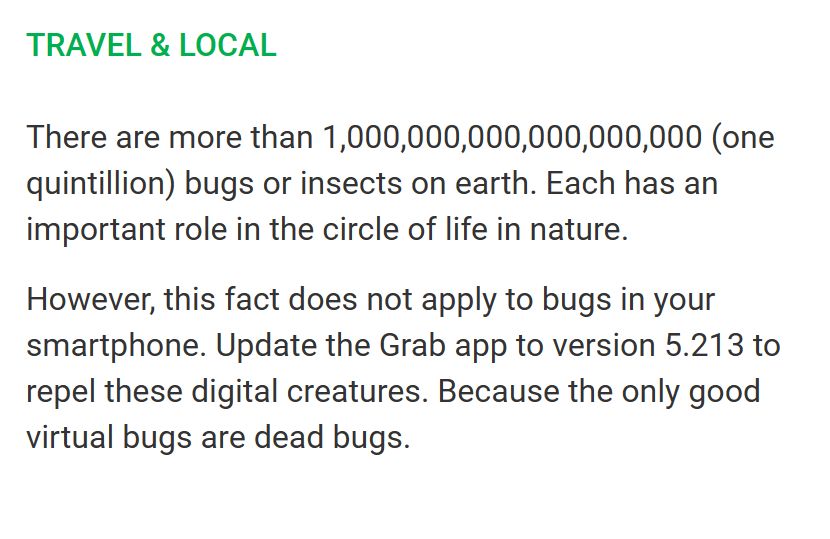 TRAVEL & LOCAL
There are more than 1,000,000,000,000,000,000 (one
quintillion) bugs or insects on earth. Each has an
important role in the circle of life in nature.
However, this fact does not apply to bugs in your
smartphone. Update the Grab app to version 5.213 to
repel these digital creatures. Because the only good
virtual bugs are dead bugs.